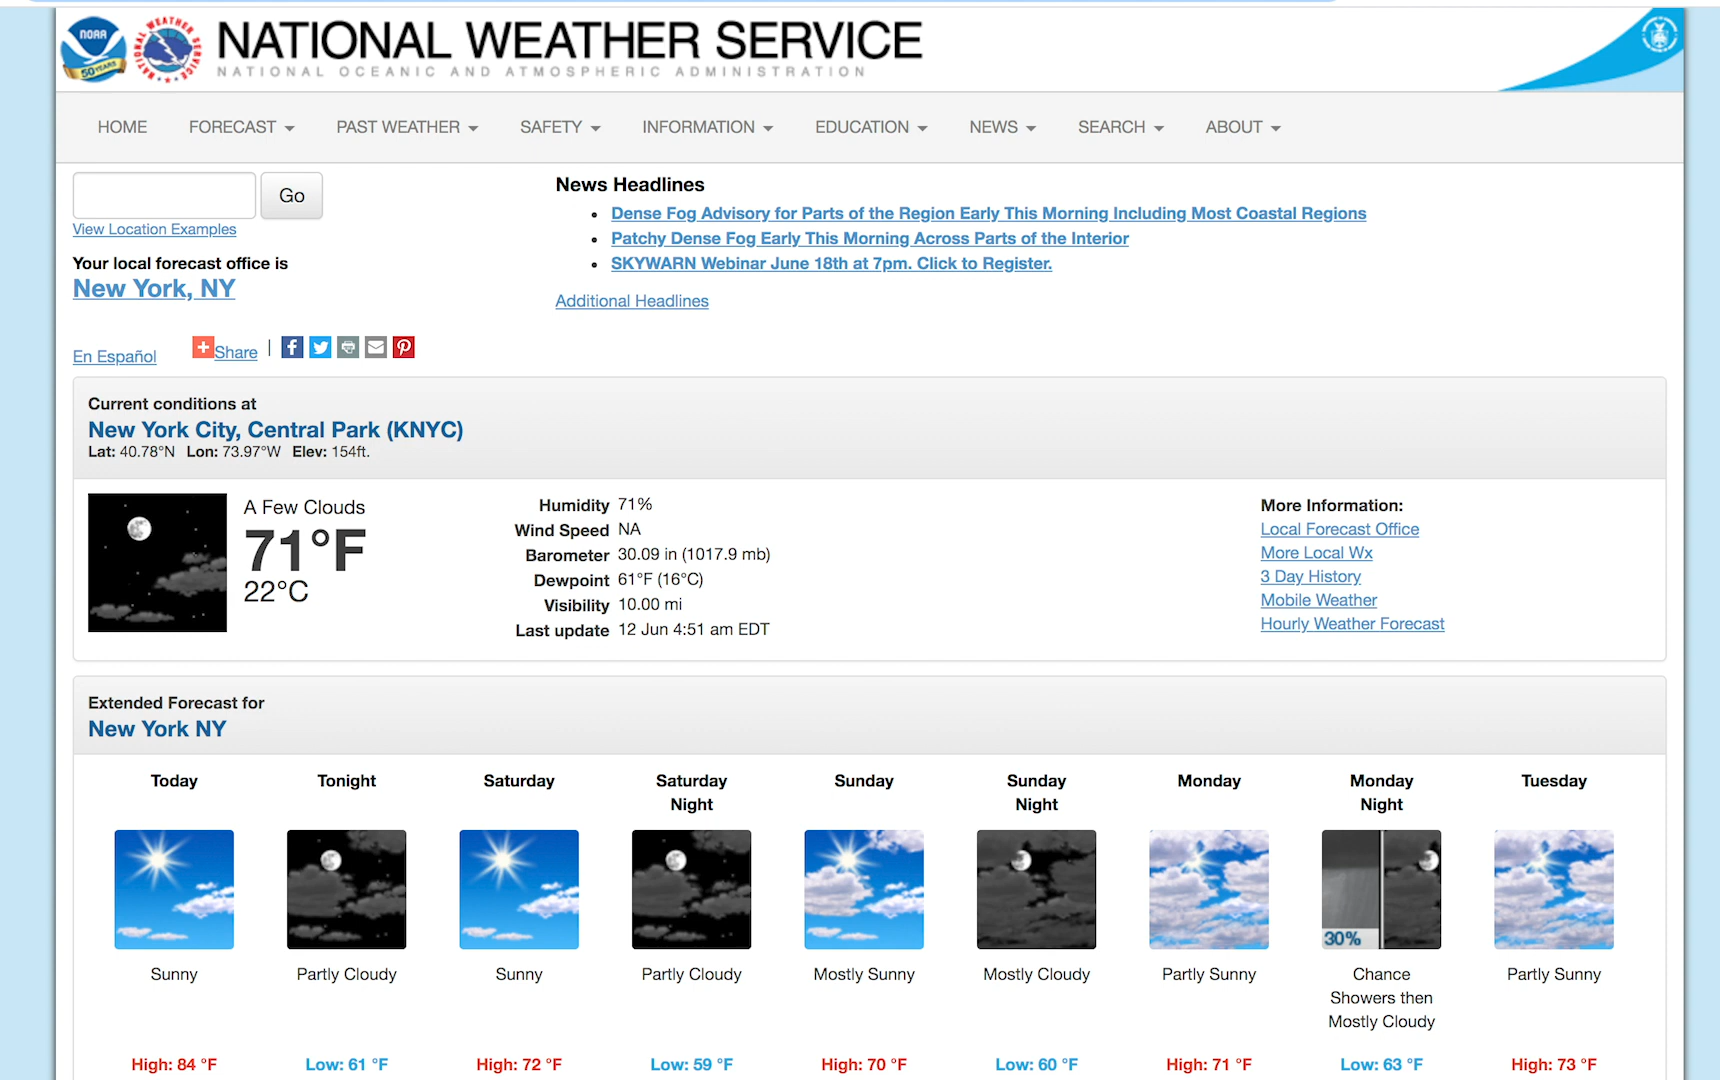 NOAA
50 YEARS
NATIONAL WEATHER SERVICE
NATIONAL WEATHER SERVICE
NATIONAL OCEANIC AND ATMOSPHERIC ADMINISTRATION
HOME FORECAST PAST WEATHER SAFETY INFORMATION EDUCATION NEWS SEARCH ABOUT
Go
View Location Examples
Your local forecast office is
New York, NY
En Español
Share
News Headlines
Dense Fog Advisory for Parts of the Region Early This Morning Including Most Coastal Regions
Patchy Dense Fog Early This Morning Across Parts of the Interior
SKYWARN Webinar June 18th at 7pm. Click to Register.
Additional Headlines
Current conditions at
New York City, Central Park (KNYC)
Lat: 40.78°N Lon: 73.97°W Elev: 154ft.
A Few Clouds
71°F
22°C
Humidity 71%
Wind Speed NA
Barometer 30.09 in (1017.9 mb)
Dewpoint 61°F (16°C)
Visibility 10.00 mi
Last update 12 Jun 4:51 am EDT
More Information:
Local Forecast Office
More Local Wx
3 Day History
Mobile Weather
Hourly Weather Forecast
Extended Forecast for
New York NY
Today
Sunny
High: 84 °F
Tonight
Partly Cloudy
Low: 61 °F
Saturday
Sunny
High: 72 °F
Saturday
Night
Partly Cloudy
Low: 59 °F
Sunday
Mostly Sunny
High: 70 °F
Sunday
Night
Mostly Cloudy
Low: 60 °F
Monday
Partly Sunny
High: 71 °F
Monday
Night
30%
Chance
Showers then
Mostly Cloudy
Low: 63 °F
Tuesday
Partly Sunny
High: 73 °F